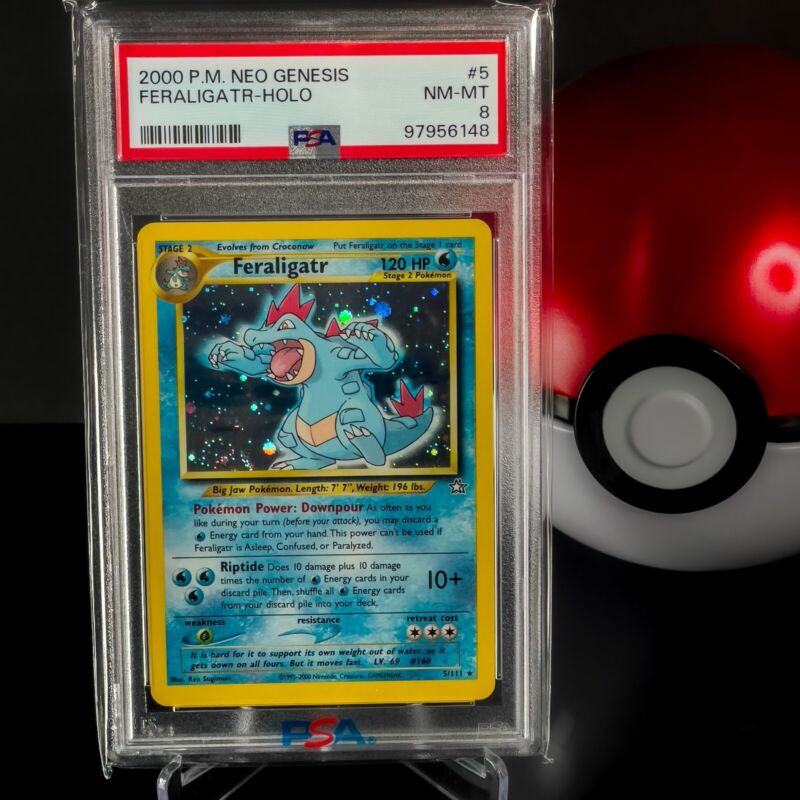 2000 P.M. NEO GENESIS #5
FERALIGATR-HOLO NM-MT
8
97956148
PSA
STAGE 2 Evolves from Croconaw Put Feraligatr on the Stage 1 card
Feraligatr 120 HP
Stage 2 Pokémon
Big Jaw Pokémon. Length: 7' 7", Weight: 196 lbs.
Pokémon Power: Downpour As often as you
like during your turn (before your attack), you may discard a
Energy card from your hand. This power can't be used if
Feraligatr is Asleep, Confused, or Paralyzed.
Riptide Does 10 damage plus 10 damage
times the number of Energy cards in your
discard pile. Then, shuffle all Energy cards
from your discard pile into your deck.
10+
weakness resistance retreat cost
It is hard for it to support its own weight out of water, so it
gets down on all fours. But it moves fast. LV. 69 #160
Illus. Ken Sugimori ©1995-2000 Nintendo, Creatures, GAMEFREAK. 5/111
PSA
PSA